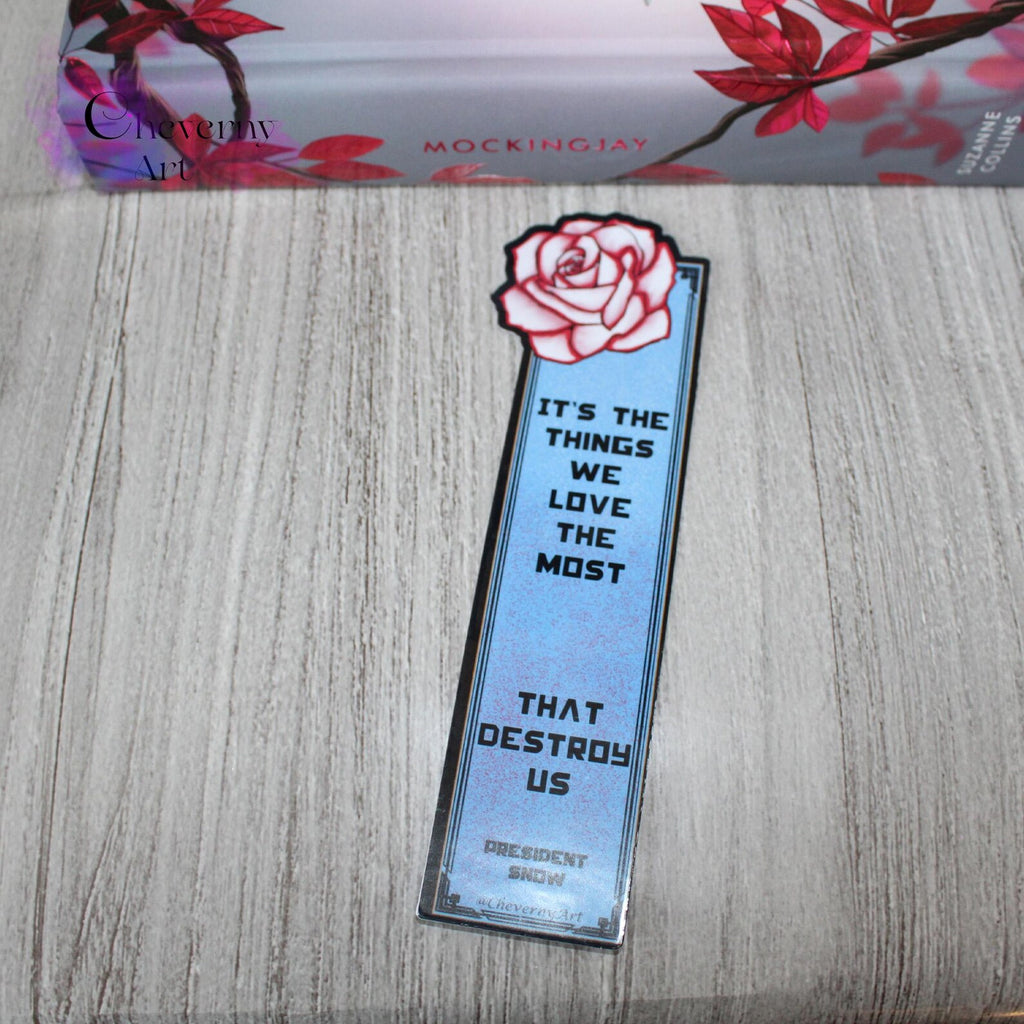 Cheverny
Art
MOCKINGJAY
SUZANNE
COLLINS
IT'S THE
THINGS
WE
LOVE
THE
MOST
THAT
DESTROY
US
PRESIDENT
SNOW
@ChevernyArt